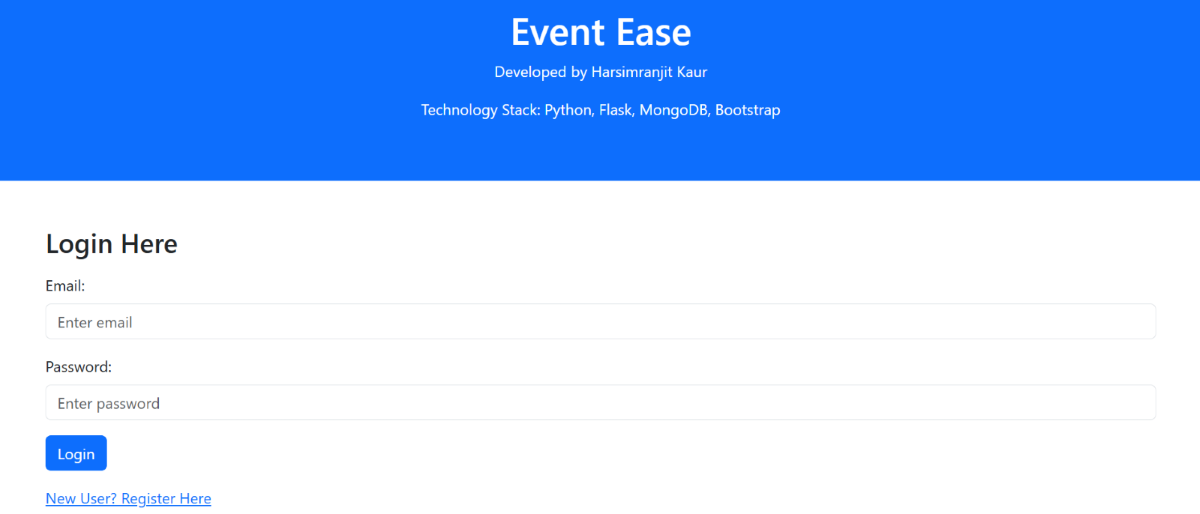 Event Ease
Developed by Harsimranjit Kaur
Technology Stack: Python, Flask, MongoDB, Bootstrap
Login Here
Email:
Enter email
Password:
Enter password
Login
New User? Register Here